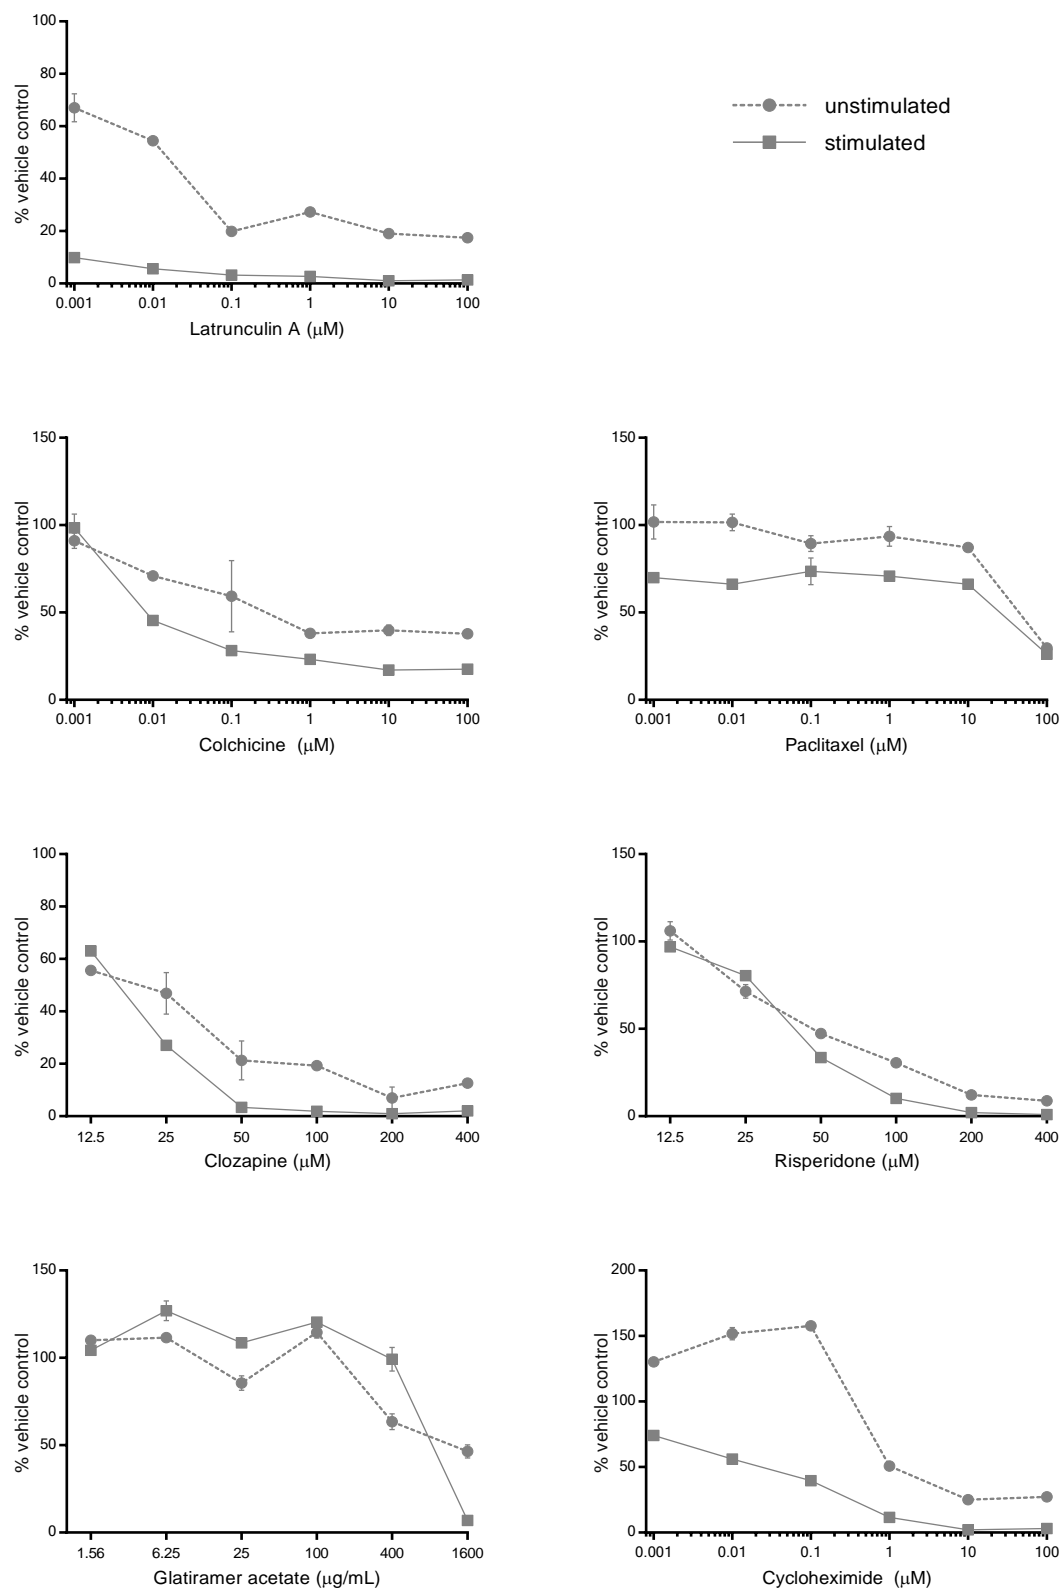 100
80
60
40
20
0
% vehicle control
0.001 0.01 0.1 1 10 100
Latrunculin A (μM)
unstimulated
stimulated
150
100
50
0
% vehicle control
0.001 0.01 0.1 1 10 100
Colchicine (μM)
150
100
50
0
% vehicle control
0.001 0.01 0.1 1 10 100
Paclitaxel (μM)
100
80
60
40
20
0
% vehicle control
12.5 25 50 100 200 400
Clozapine (μM)
150
100
50
0
% vehicle control
12.5 25 50 100 200 400
Risperidone (μM)
150
100
50
0
% vehicle control
1.56 6.25 25 100 400 1600
Glatiramer acetate (μg/mL)
200
150
100
50
0
% vehicle control
0.001 0.01 0.1 1 10 100
Cycloheximide (μM)